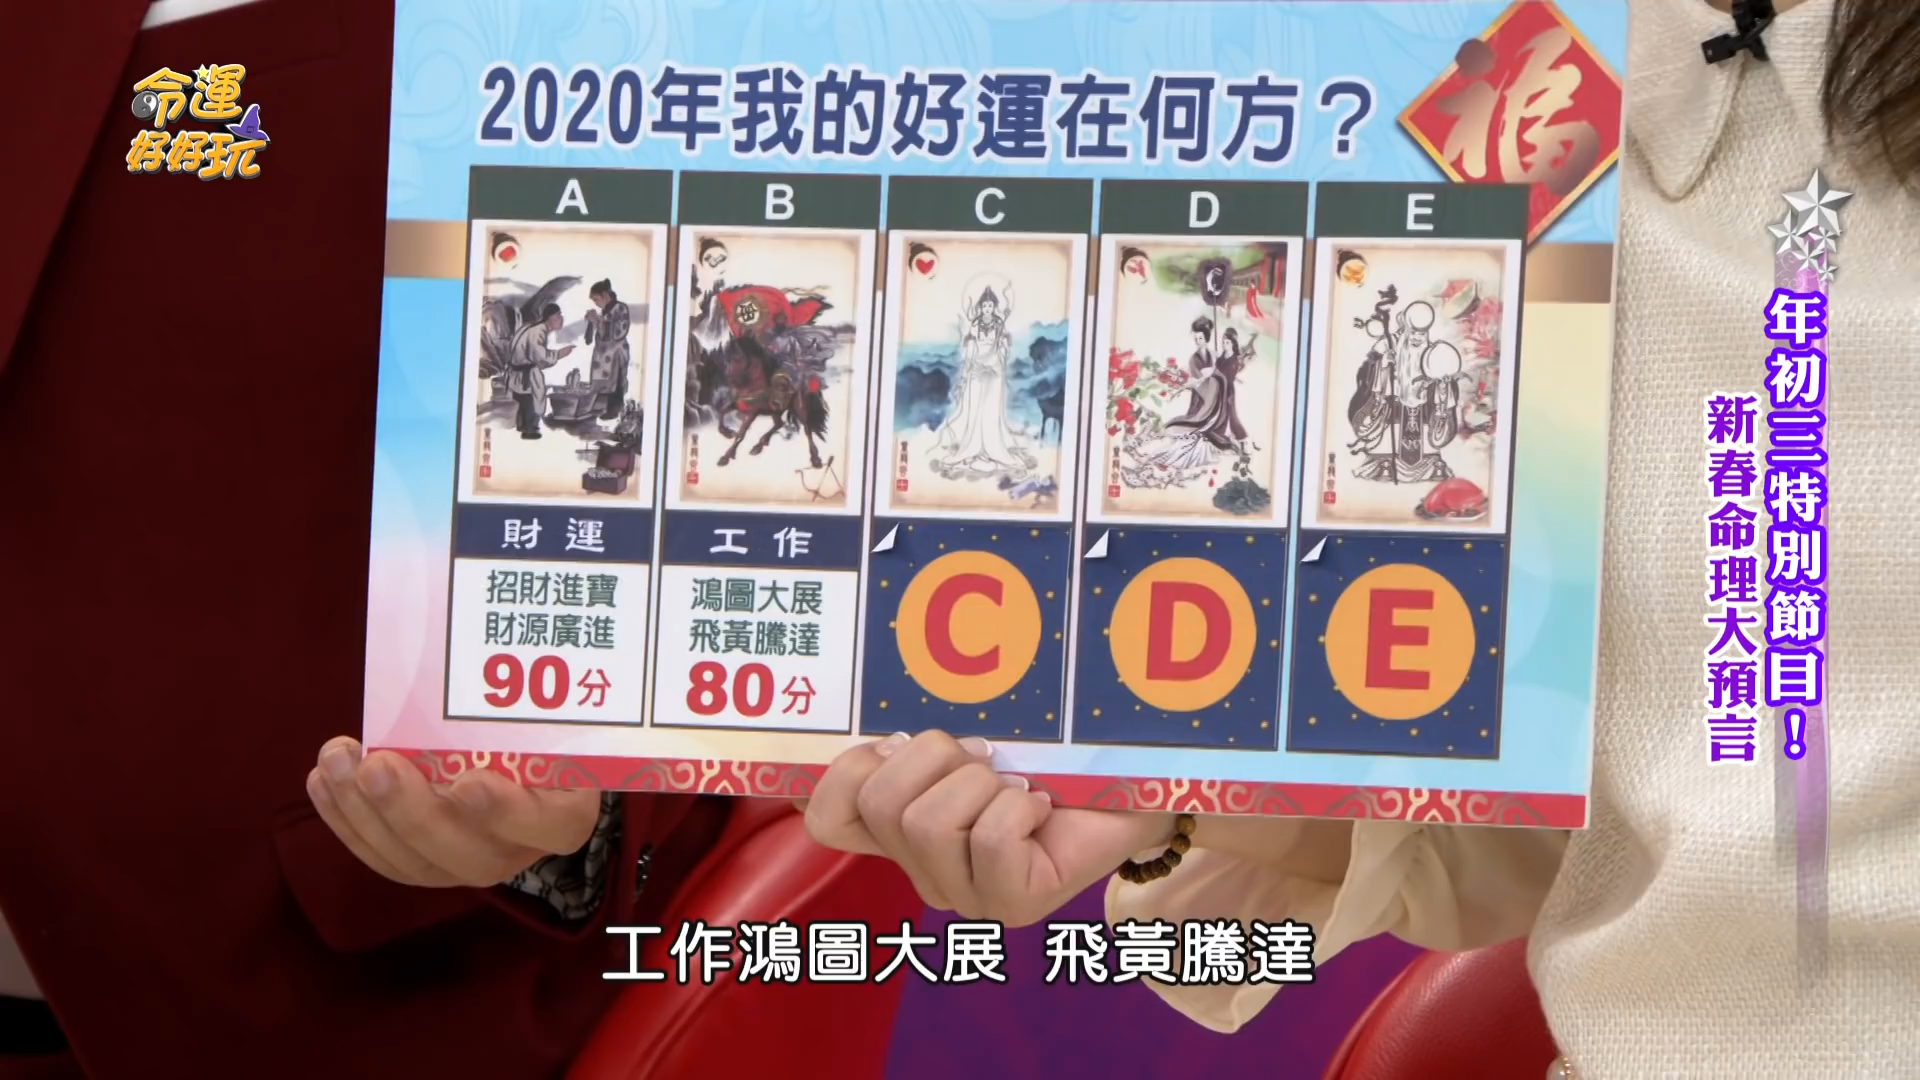 命運
好好玩
2020年我的好運在何方？
福
A
B
C
D
E
財運
招財進寶
財源廣進
90分
工作
鴻圖大展
飛黃騰達
80分
C
D
E
年初三特別節目！
新春命理大預言
工作鴻圖大展 飛黃騰達